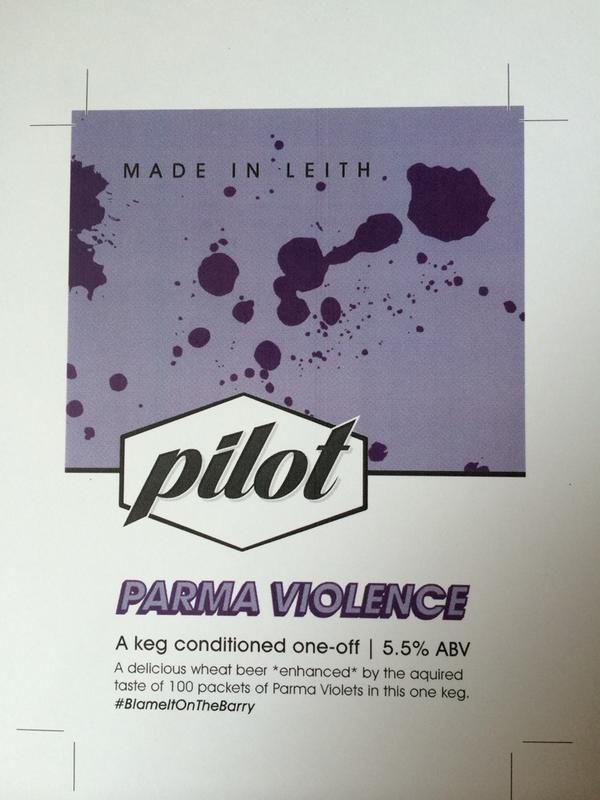 MADE IN LEITH
pilot
PARMA VIOLENCE
A keg conditioned one-off | 5.5% ABV
A delicious wheat beer *enhanced* by the aquired
taste of 100 packets of Parma Violets in this one keg.
#BlameItOnTheBarry